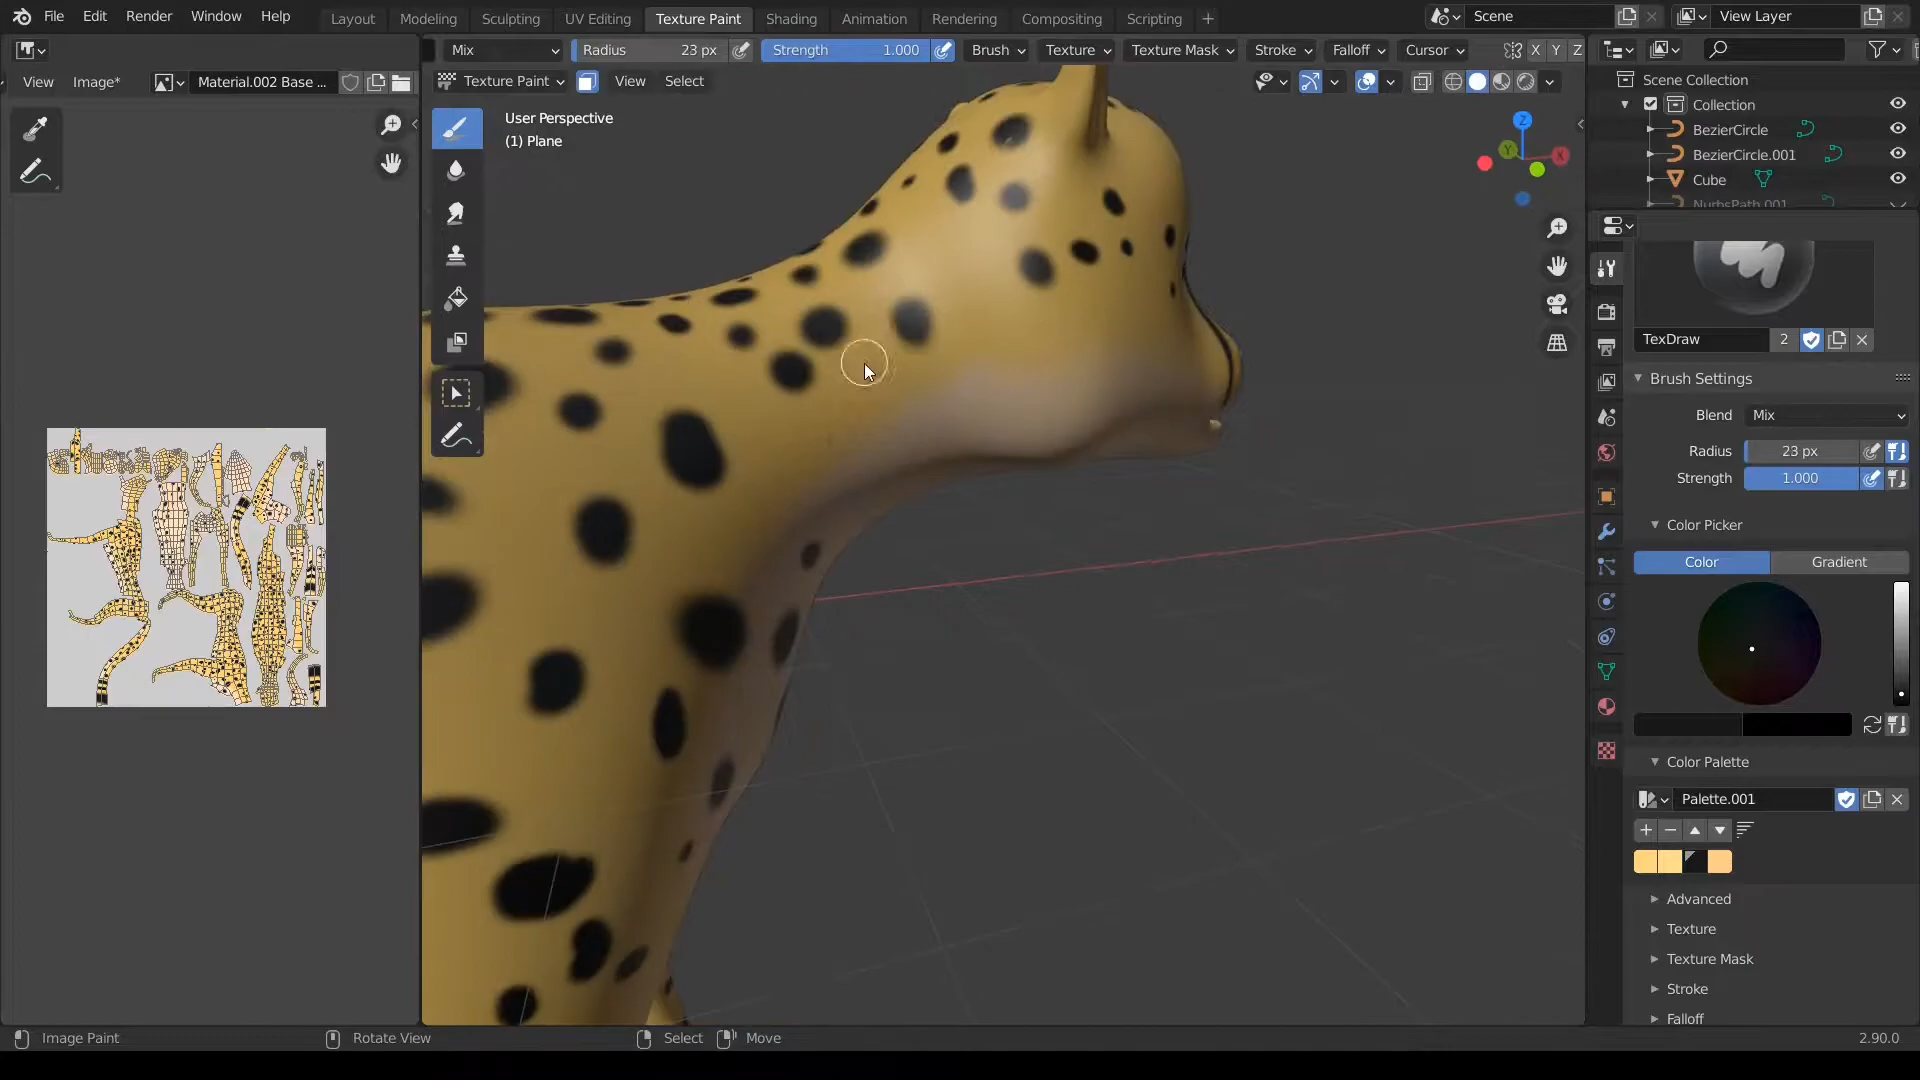 File Edit Render Window Help Layout Modeling Sculpting UV Editing Texture Paint Shading Animation Rendering Compositing Scripting + Scene View Layer
Mix Radius 23 px Strength 1.000 Brush Texture Texture Mask Stroke Falloff Cursor X Y Z
View Image* Material.002 Base ... Texture Paint View Select
Scene Collection
Collection
BezierCircle
BezierCircle.001
Cube
NurbsPath.001
User Perspective
(1) Plane
Z
Y
X
TexDraw 2
Brush Settings
Blend Mix
Radius 23 px
Strength 1.000
Color Picker
Color Gradient
Color Palette
Palette.001
Advanced
Texture
Texture Mask
Stroke
Falloff
Image Paint Rotate View Select Move 2.90.0